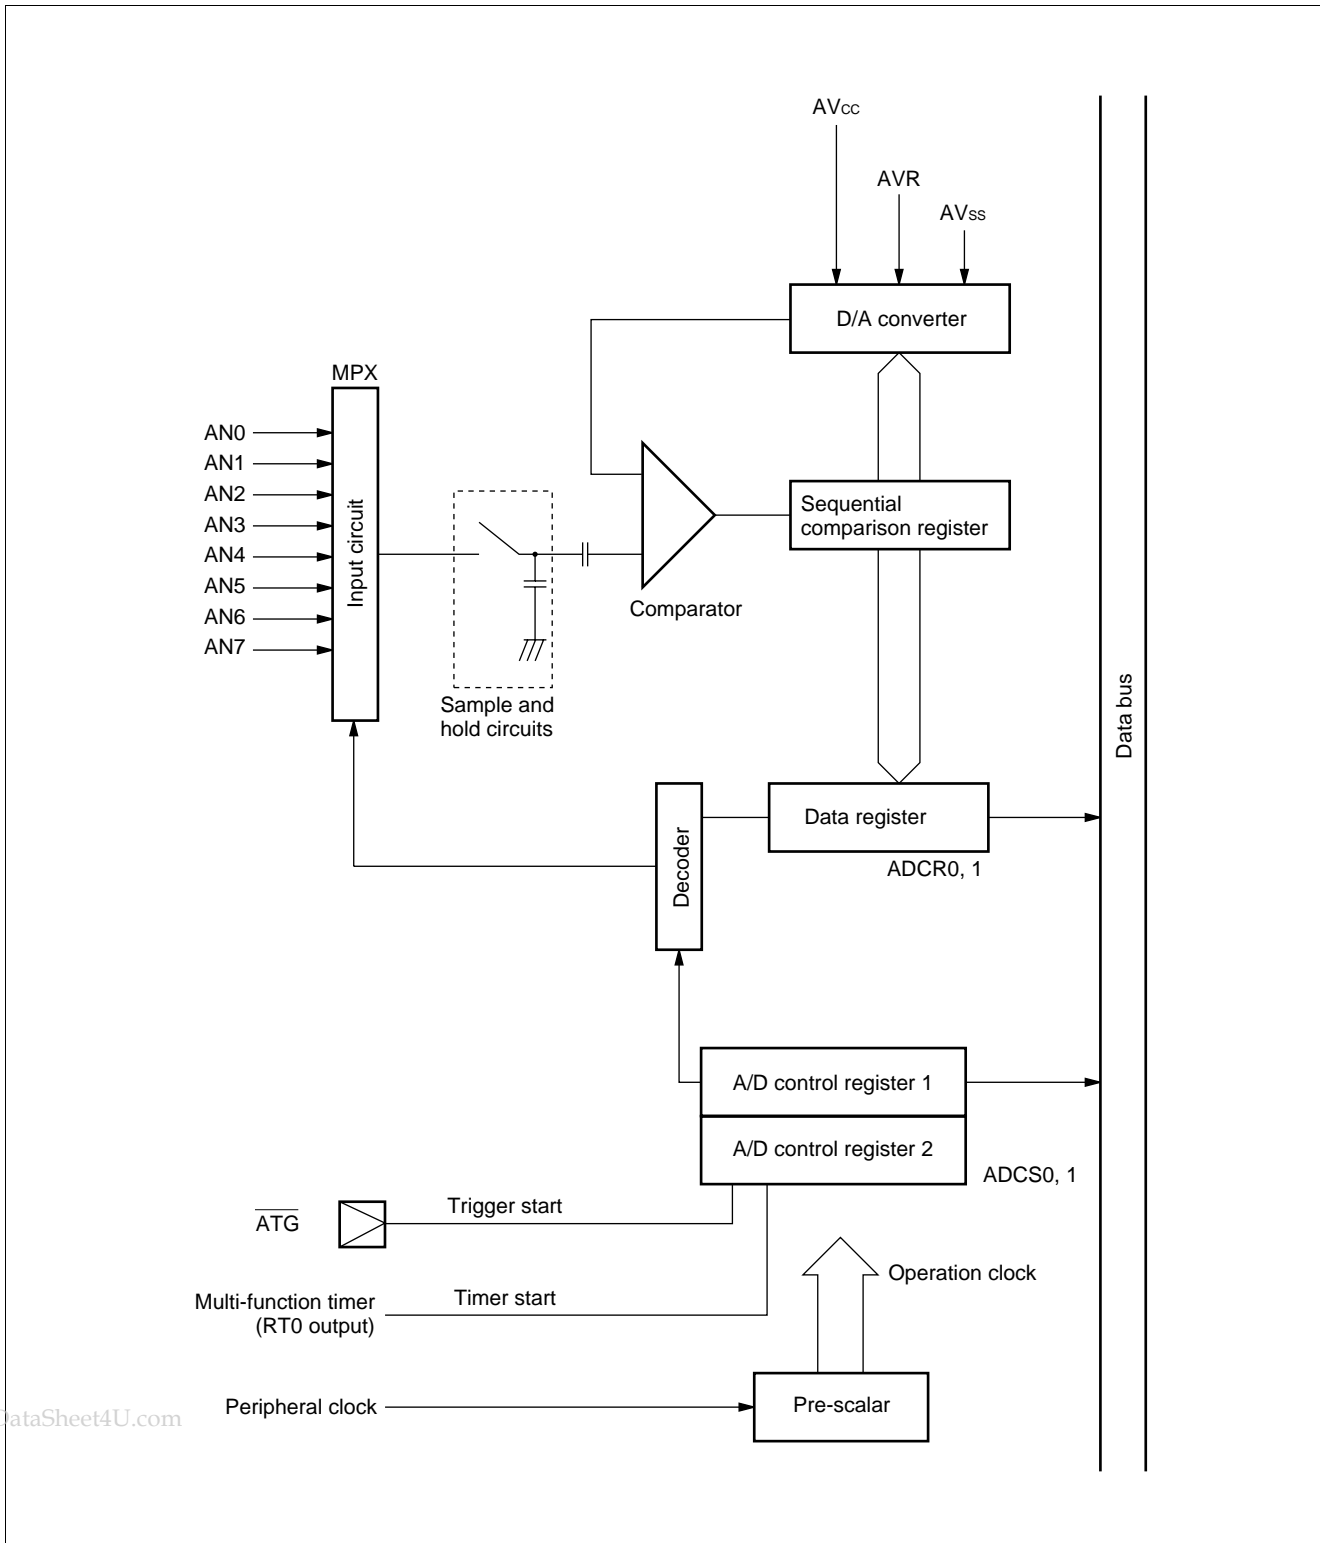 AVCC
AVR
AVSS
D/A converter
MPX
AN0
AN1
AN2
AN3
AN4
AN5
AN6
AN7
Input circuit
Sequential
comparison register
Comparator
Sample and
hold circuits
Data bus
Decoder
Data register
ADCR0, 1
A/D control register 1
A/D control register 2
ADCS0, 1
ATG
Trigger start
Operation clock
Multi-function timer
(RT0 output)
Timer start
Peripheral clock
Pre-scalar
DataSheet4U.com